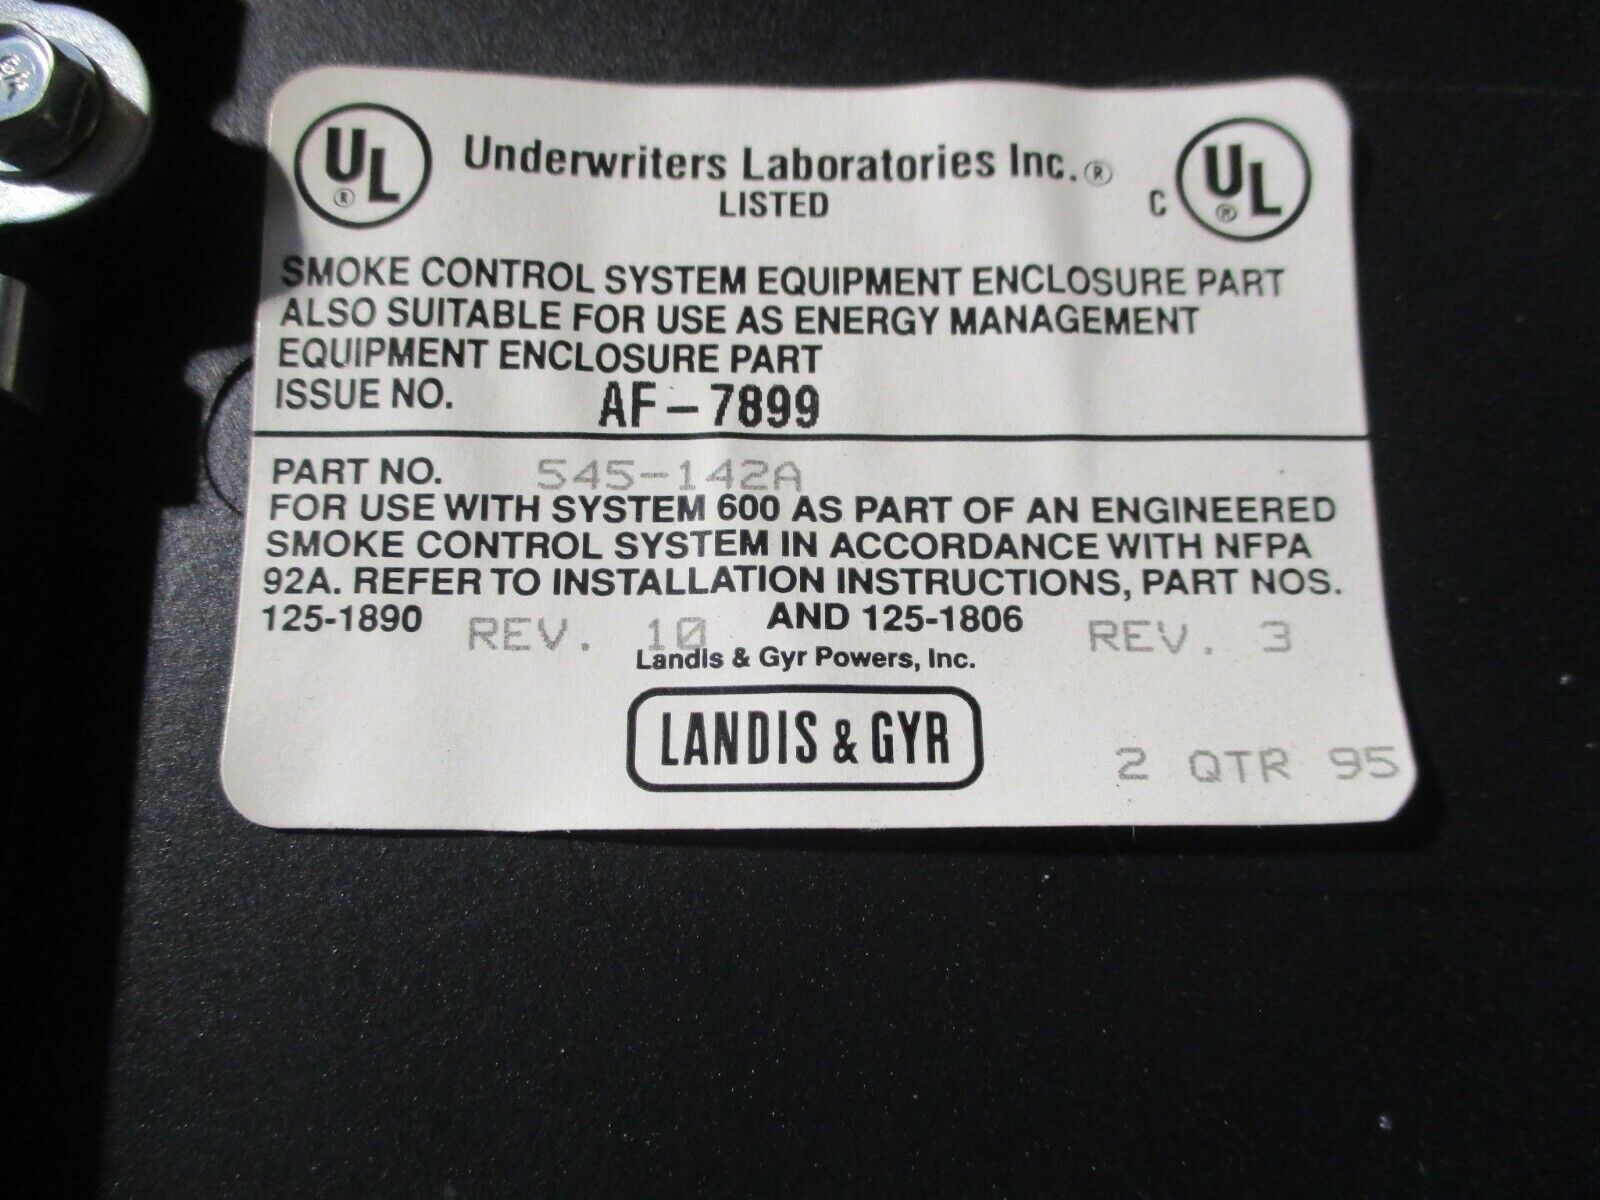 UL® Underwriters Laboratories Inc.® C UL®
LISTED
SMOKE CONTROL SYSTEM EQUIPMENT ENCLOSURE PART
ALSO SUITABLE FOR USE AS ENERGY MANAGEMENT
EQUIPMENT ENCLOSURE PART
ISSUE NO. AF-7899
PART NO. 545-142A
FOR USE WITH SYSTEM 600 AS PART OF AN ENGINEERED
SMOKE CONTROL SYSTEM IN ACCORDANCE WITH NFPA
92A. REFER TO INSTALLATION INSTRUCTIONS, PART NOS.
125-1890 REV. 10 AND 125-1806 REV. 3
Landis & Gyr Powers, Inc.
LANDIS & GYR
2 QTR 95